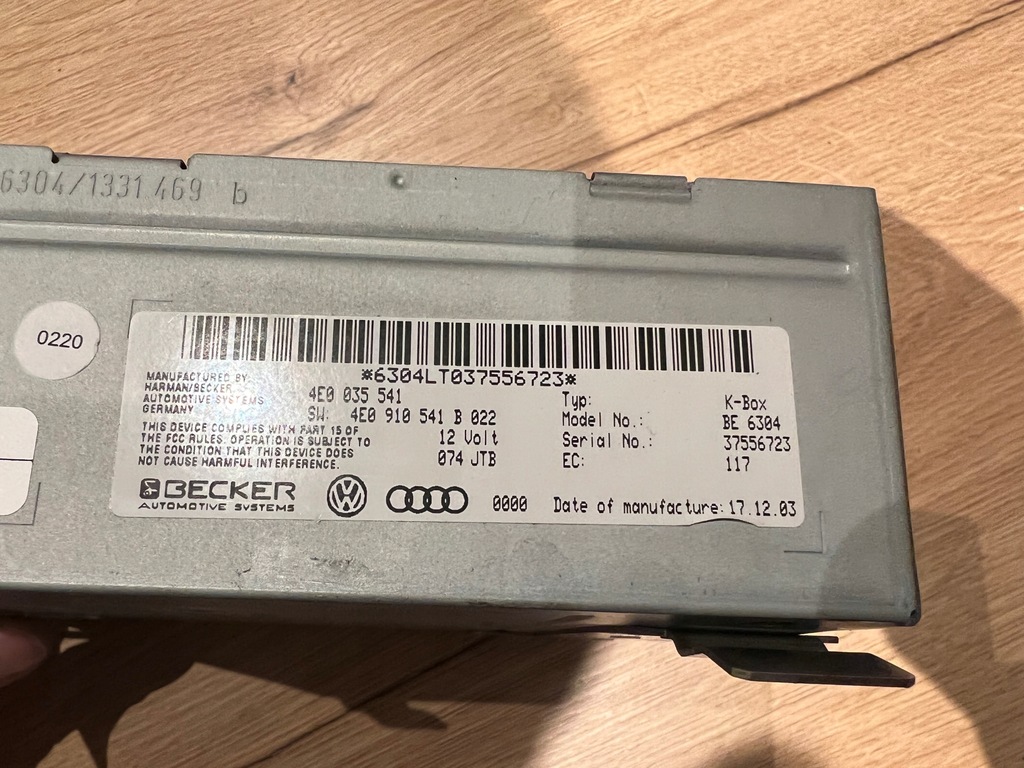 6304/1331 469 b
0220
*6304LT037556723*
MANUFACTURED BY:
HARMAN/BECKER
AUTOMOTIVE SYSTEMS
GERMANY
THIS DEVICE COMPLIES WITH PART 15 OF
THE FCC RULES. OPERATION IS SUBJECT TO
THE CONDITION THAT THIS DEVICE DOES
NOT CAUSE HARMFUL INTERFERENCE.
4E0 035 541
SW: 4E0 910 541 B 022
12 Volt
074 JTB
Typ: K-Box
Model No.: BE 6304
Serial No.: 37556723
EC: 117
BECKER
AUTOMOTIVE SYSTEMS
VW
0000
Date of manufacture: 17.12.03